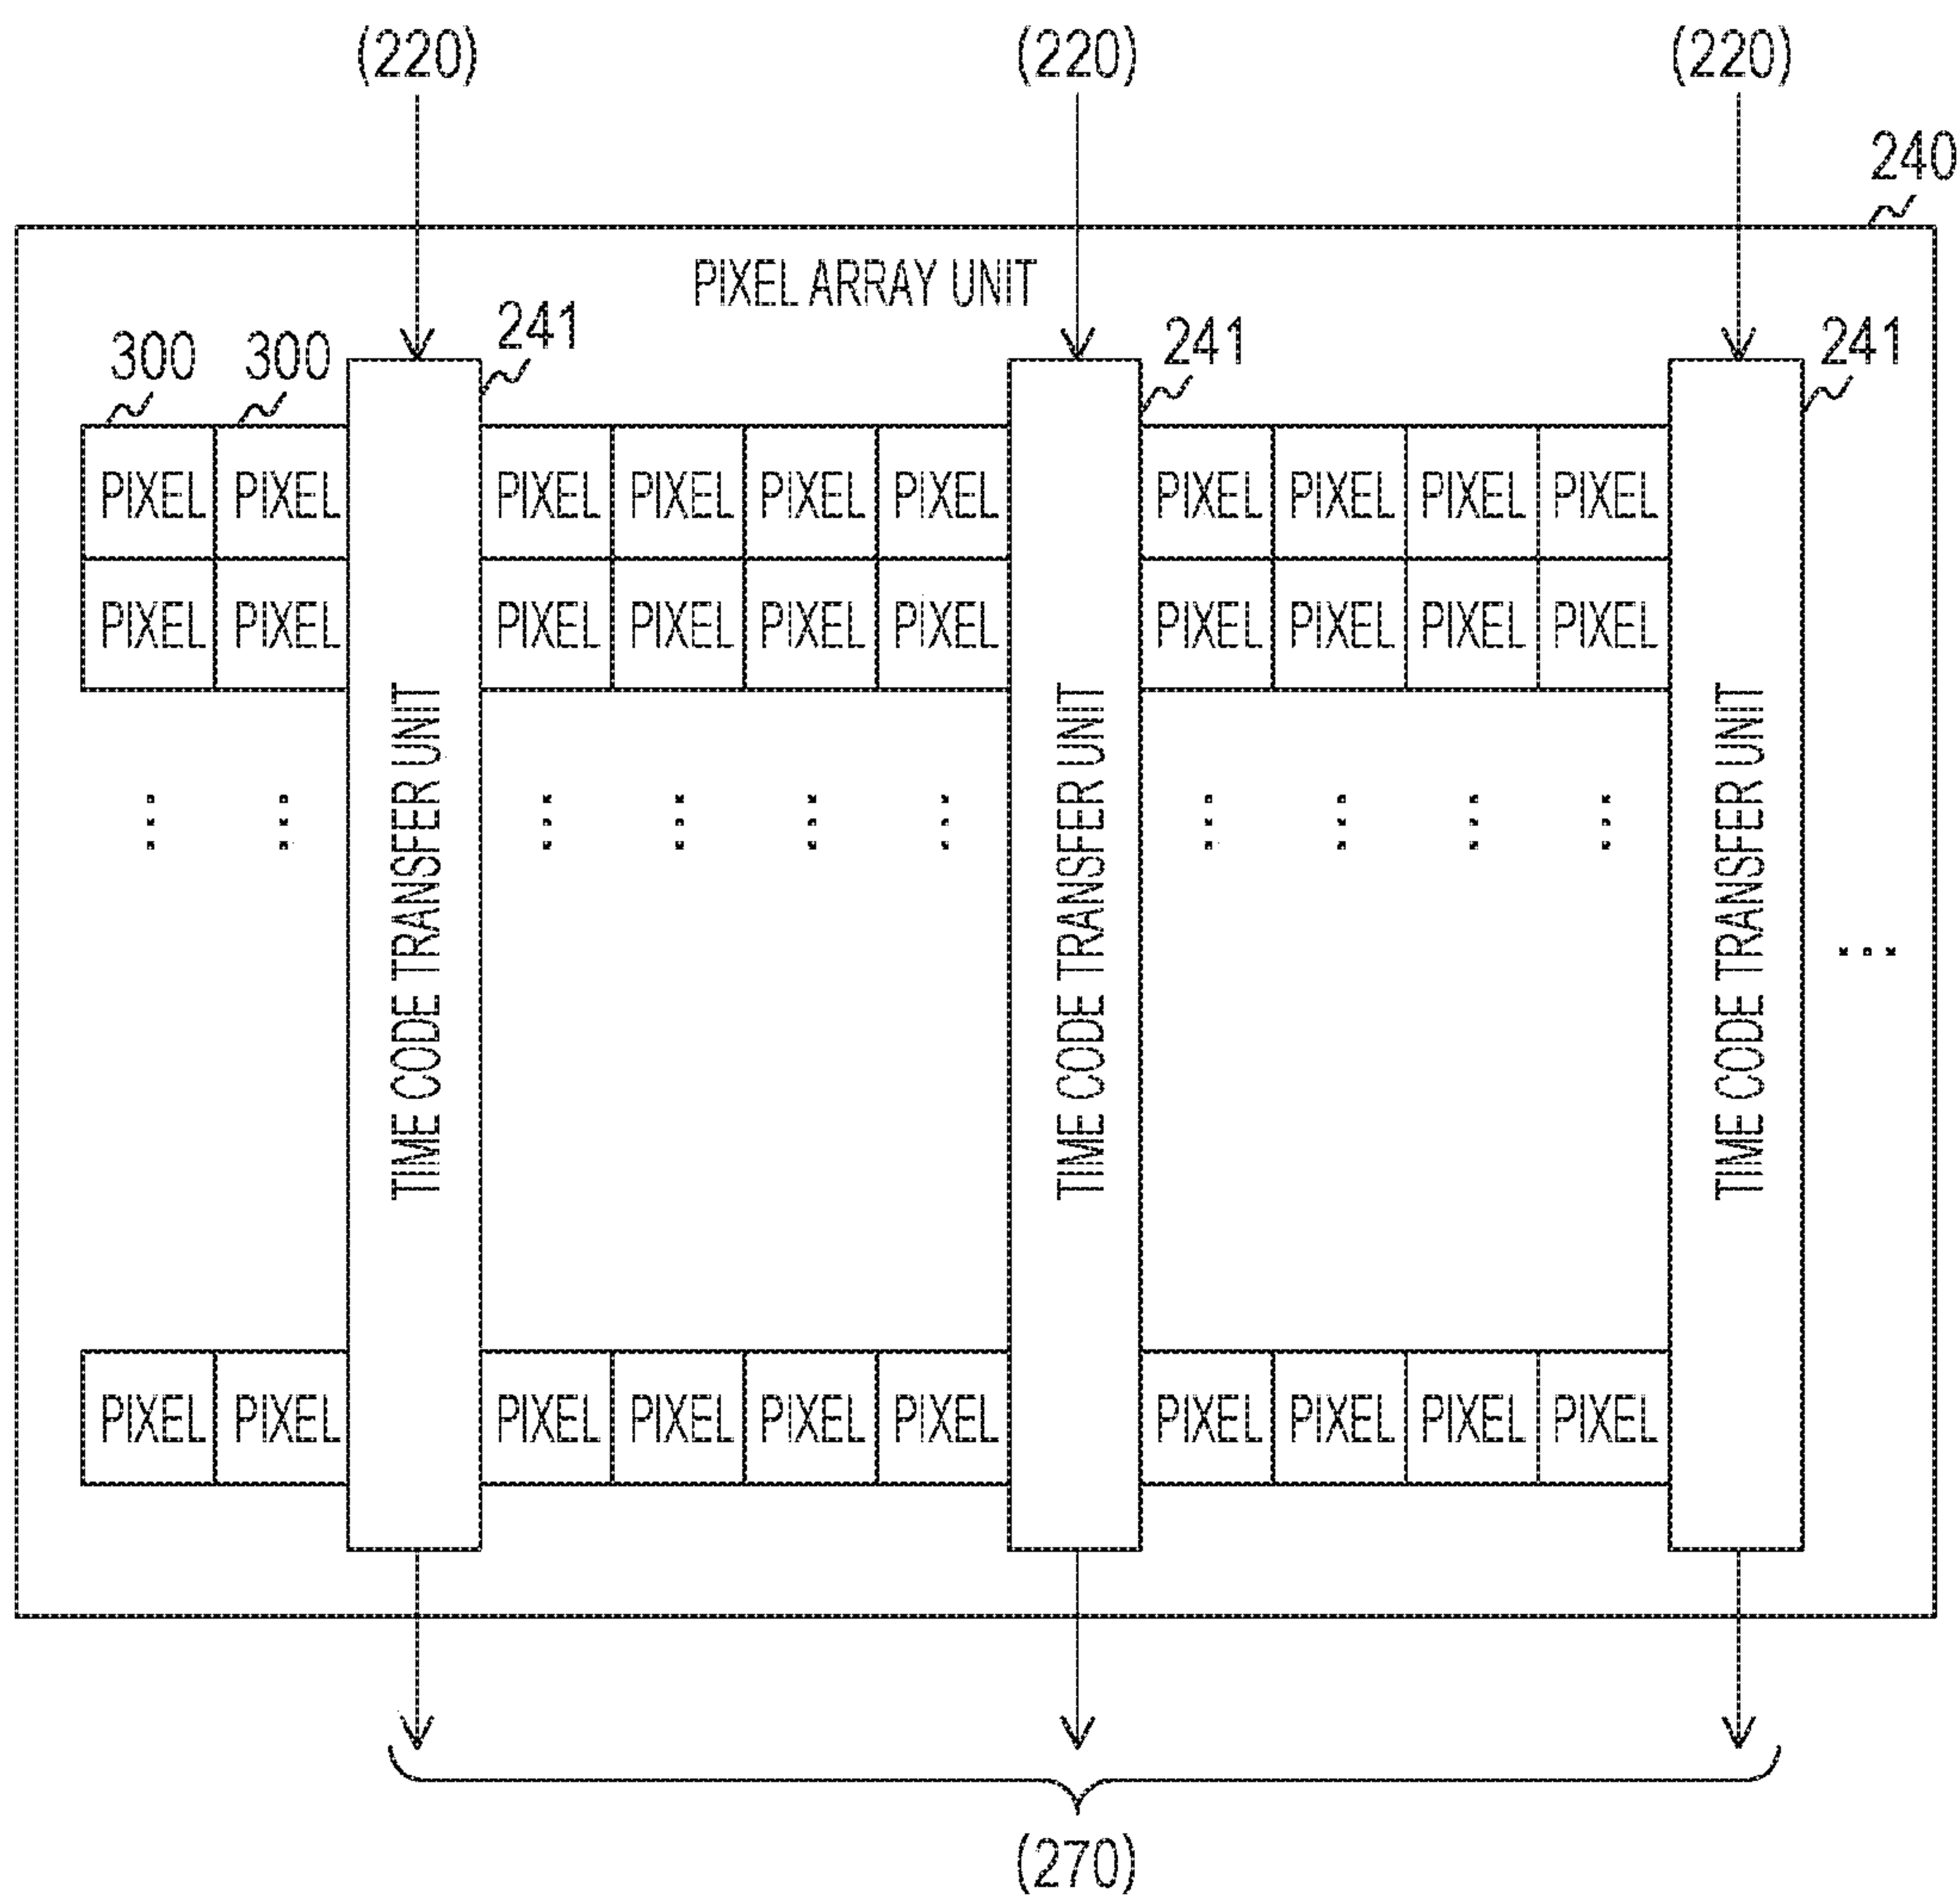 (220) (220) (220)
240
PIXEL ARRAY UNIT
241 241 241
300 300
PIXEL PIXEL PIXEL PIXEL PIXEL PIXEL PIXEL PIXEL PIXEL PIXEL
PIXEL PIXEL PIXEL PIXEL PIXEL PIXEL PIXEL PIXEL PIXEL PIXEL
TIME CODE TRANSFER UNIT
TIME CODE TRANSFER UNIT
TIME CODE TRANSFER UNIT
PIXEL PIXEL PIXEL PIXEL PIXEL PIXEL PIXEL PIXEL PIXEL PIXEL
(270)